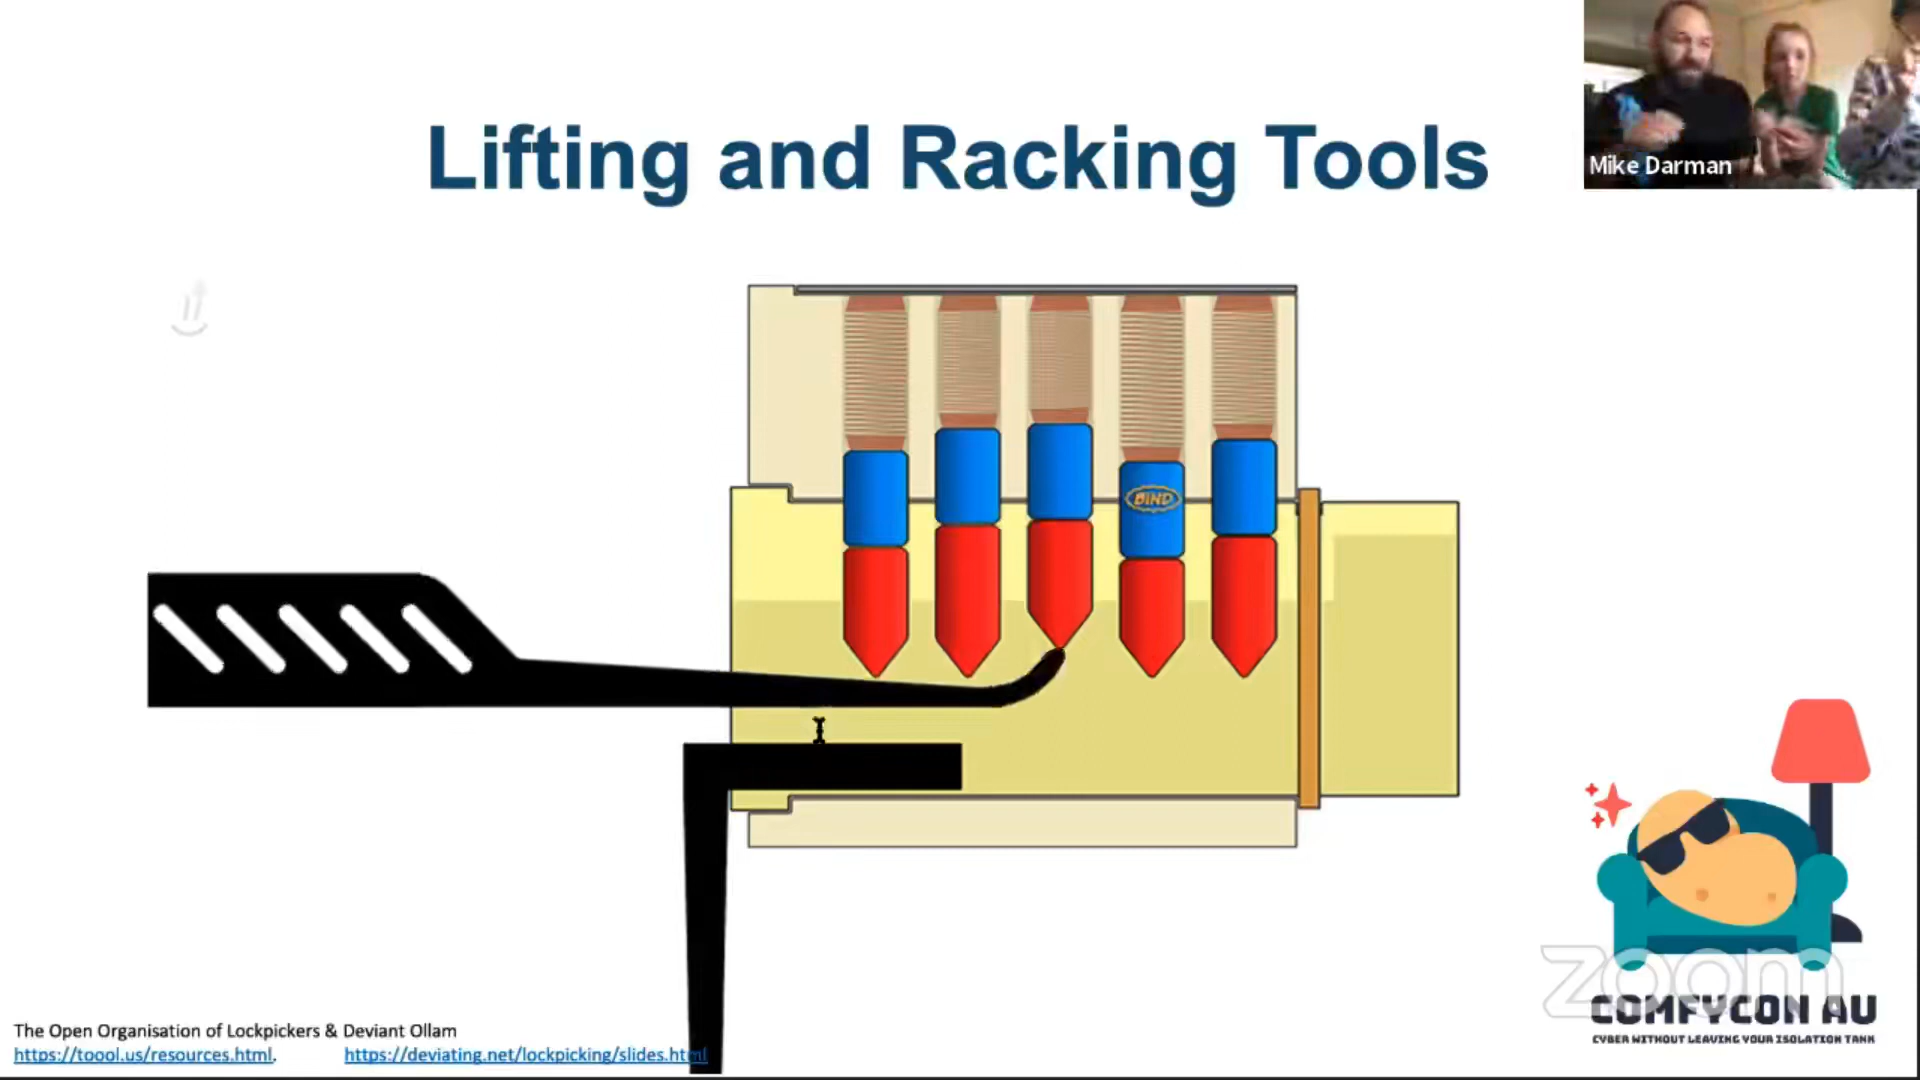 Mike Darman
Lifting and Racking Tools
BIND
zoom
COMFYCON AU
CYBER WITHOUT LEAVING YOUR ISOLATION TANK
The Open Organisation of Lockpickers & Deviant Ollam
https://toool.us/resources.html. https://deviating.net/lockpicking/slides.html